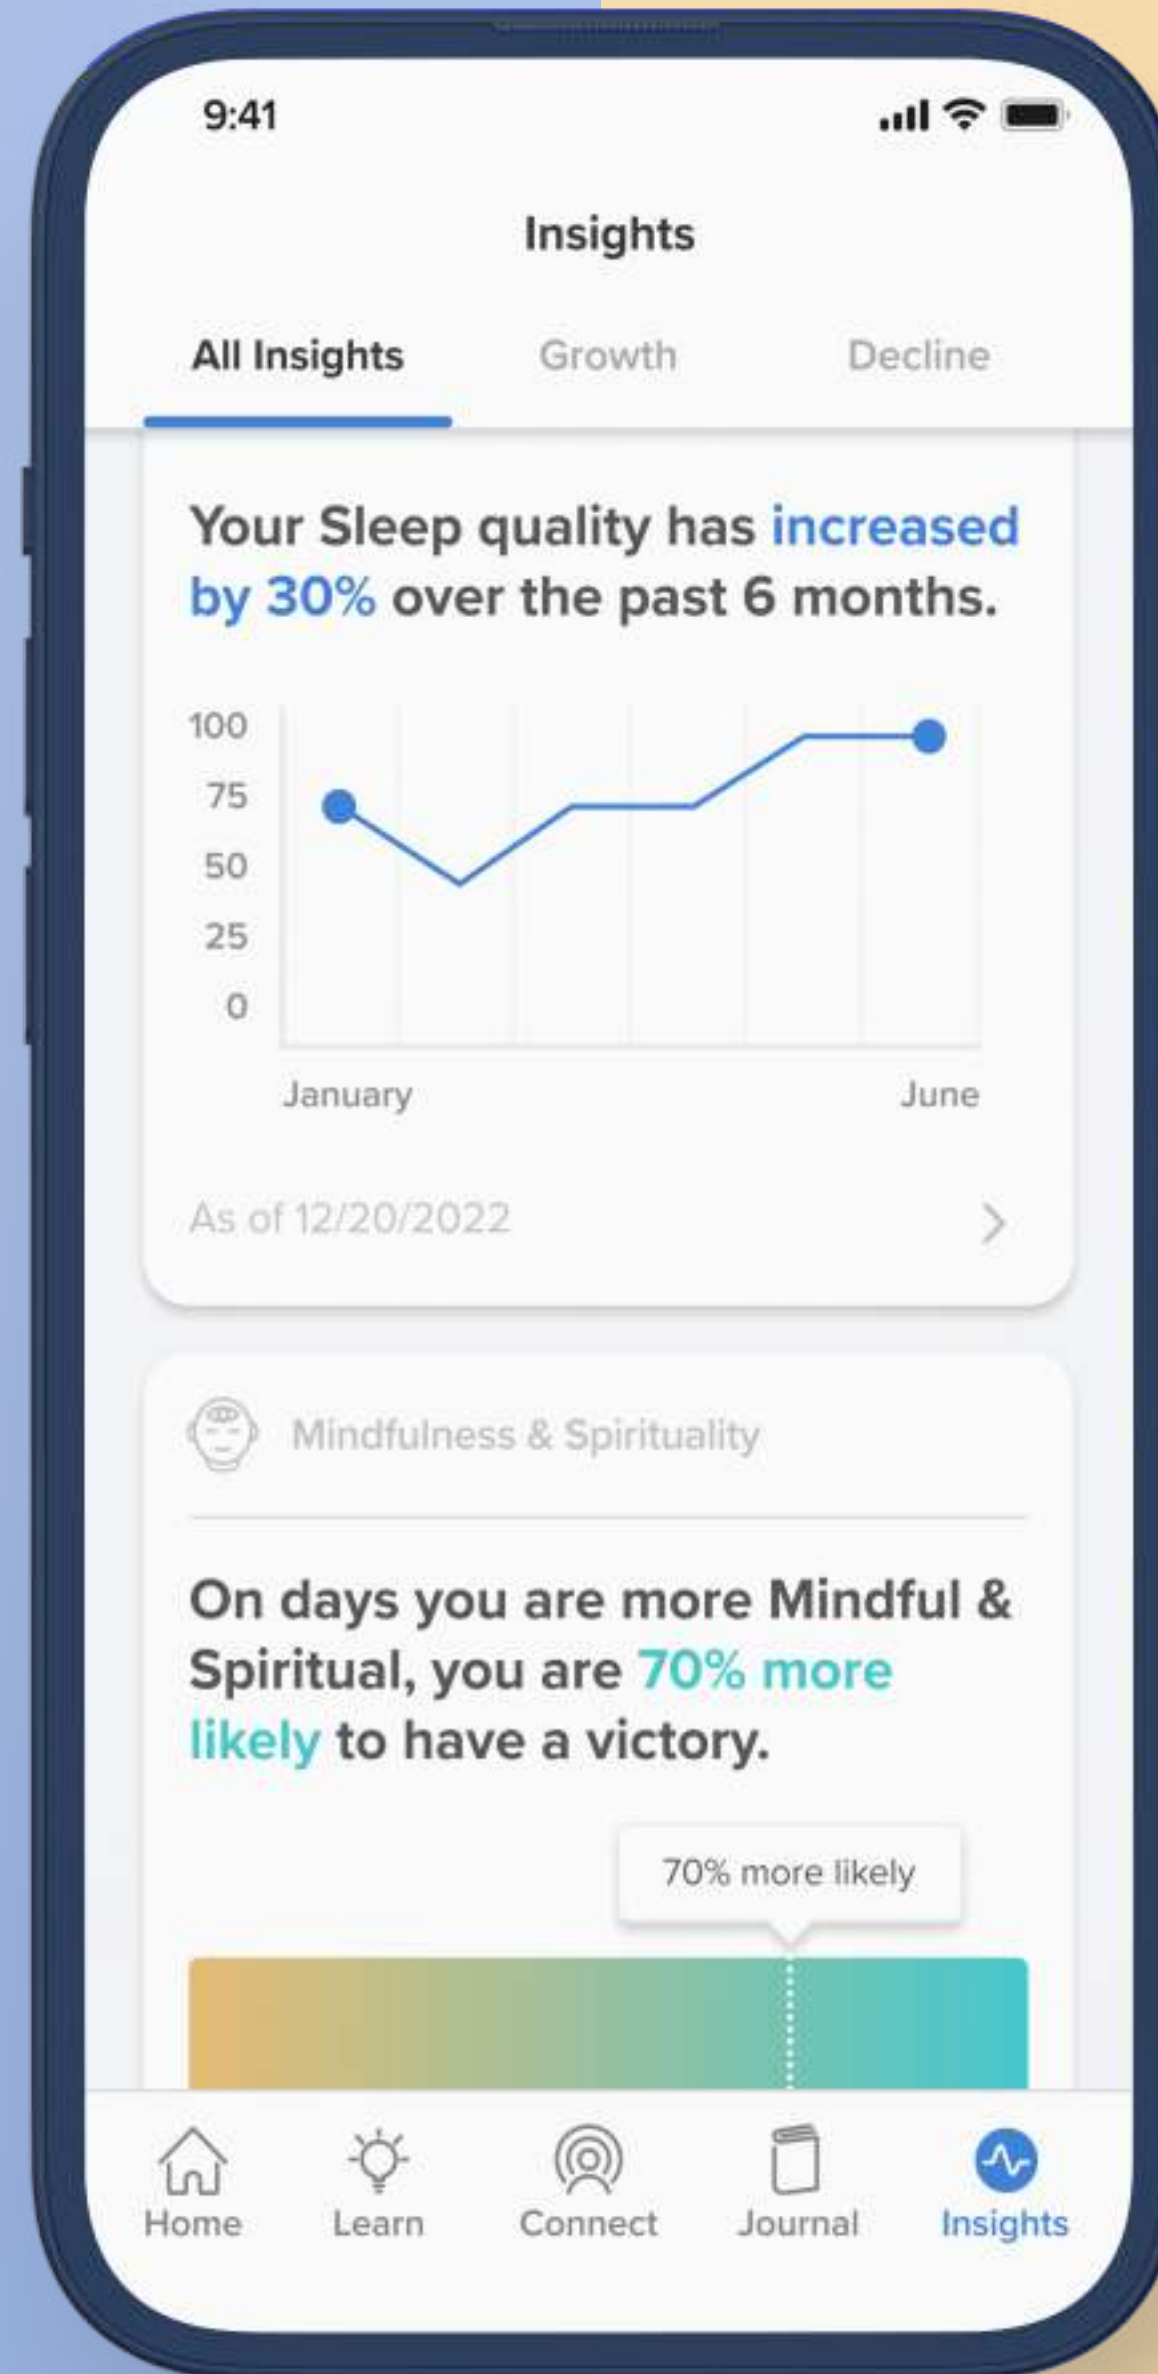 9:41
Insights
All Insights
Growth
Decline
Your Sleep quality has increased
by 30% over the past 6 months.
100
75
50
25
0
January
June
As of 12/20/2022
Mindfulness & Spirituality
On days you are more Mindful &
Spiritual, you are 70% more
likely to have a victory.
70% more likely
Home
Learn
Connect
Journal
Insights